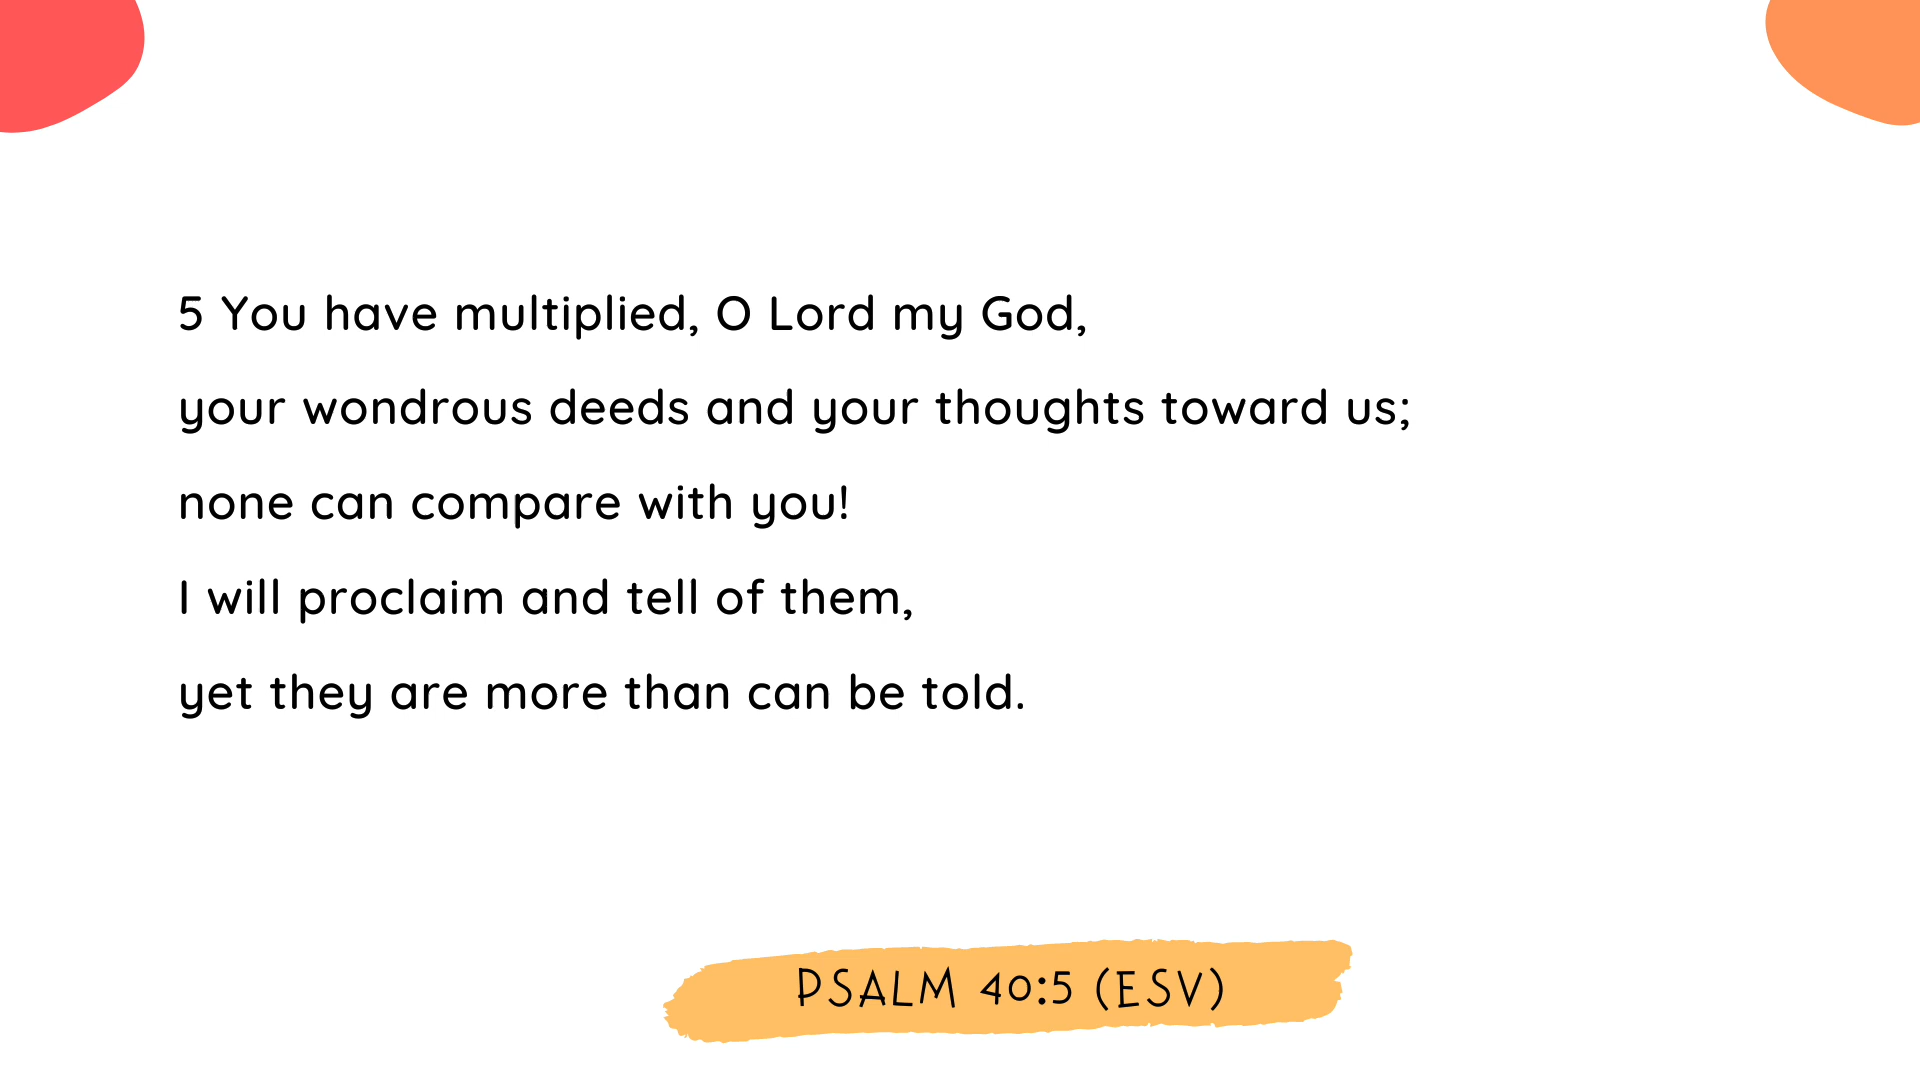 5 You have multiplied, O Lord my God,
your wondrous deeds and your thoughts toward us;
none can compare with you!
I will proclaim and tell of them,
yet they are more than can be told.
PSALM 40:5 (ESV)